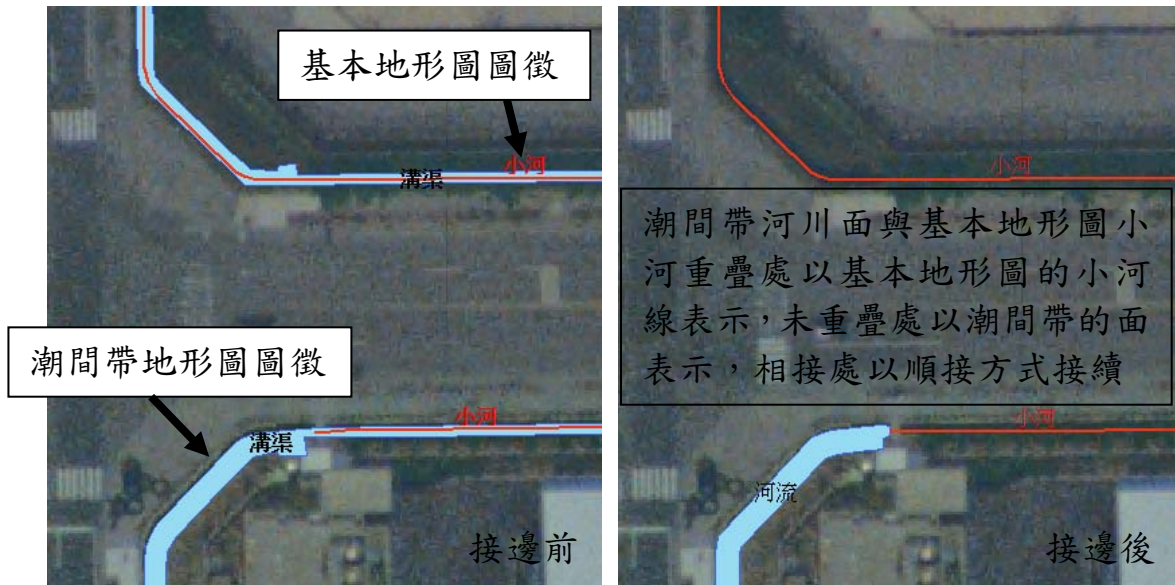 基本地形圖圖徵
小河
溝渠
潮間帶地形圖圖徵
小河
溝渠
接邊前
小河
潮間帶河川面與基本地形圖小
河重疊處以基本地形圖的小河
線表示，未重疊處以潮間帶的面
表示，相接處以順接方式接續
小河
河流
接邊後